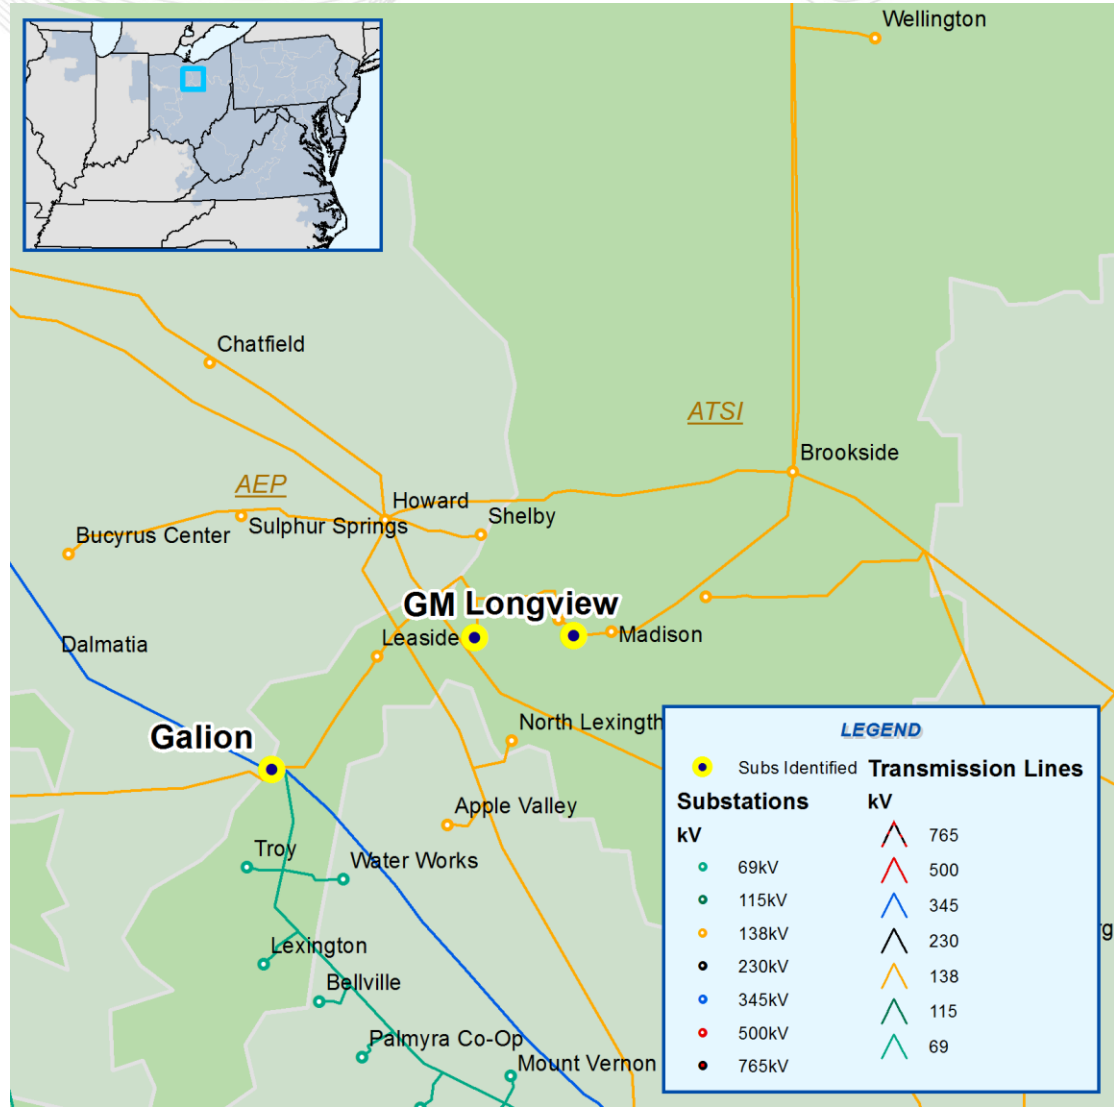 Wellington
Chatfield
ATSI
Brookside
AEP
Howard
Shelby
Sulphur Springs
Bucyrus Center
GM Longview
Leaside
Madison
Dalmatia
Galion
North Lexingth
Apple Valley
Troy
Water Works
Lexington
Bellville
Palmyra Co-Op
Mount Vernon
LEGEND
Subs Identified
Substations
kV
69kV
115kV
138kV
230kV
345kV
500kV
765kV
Transmission Lines
kV
765
500
345
230
138
115
69